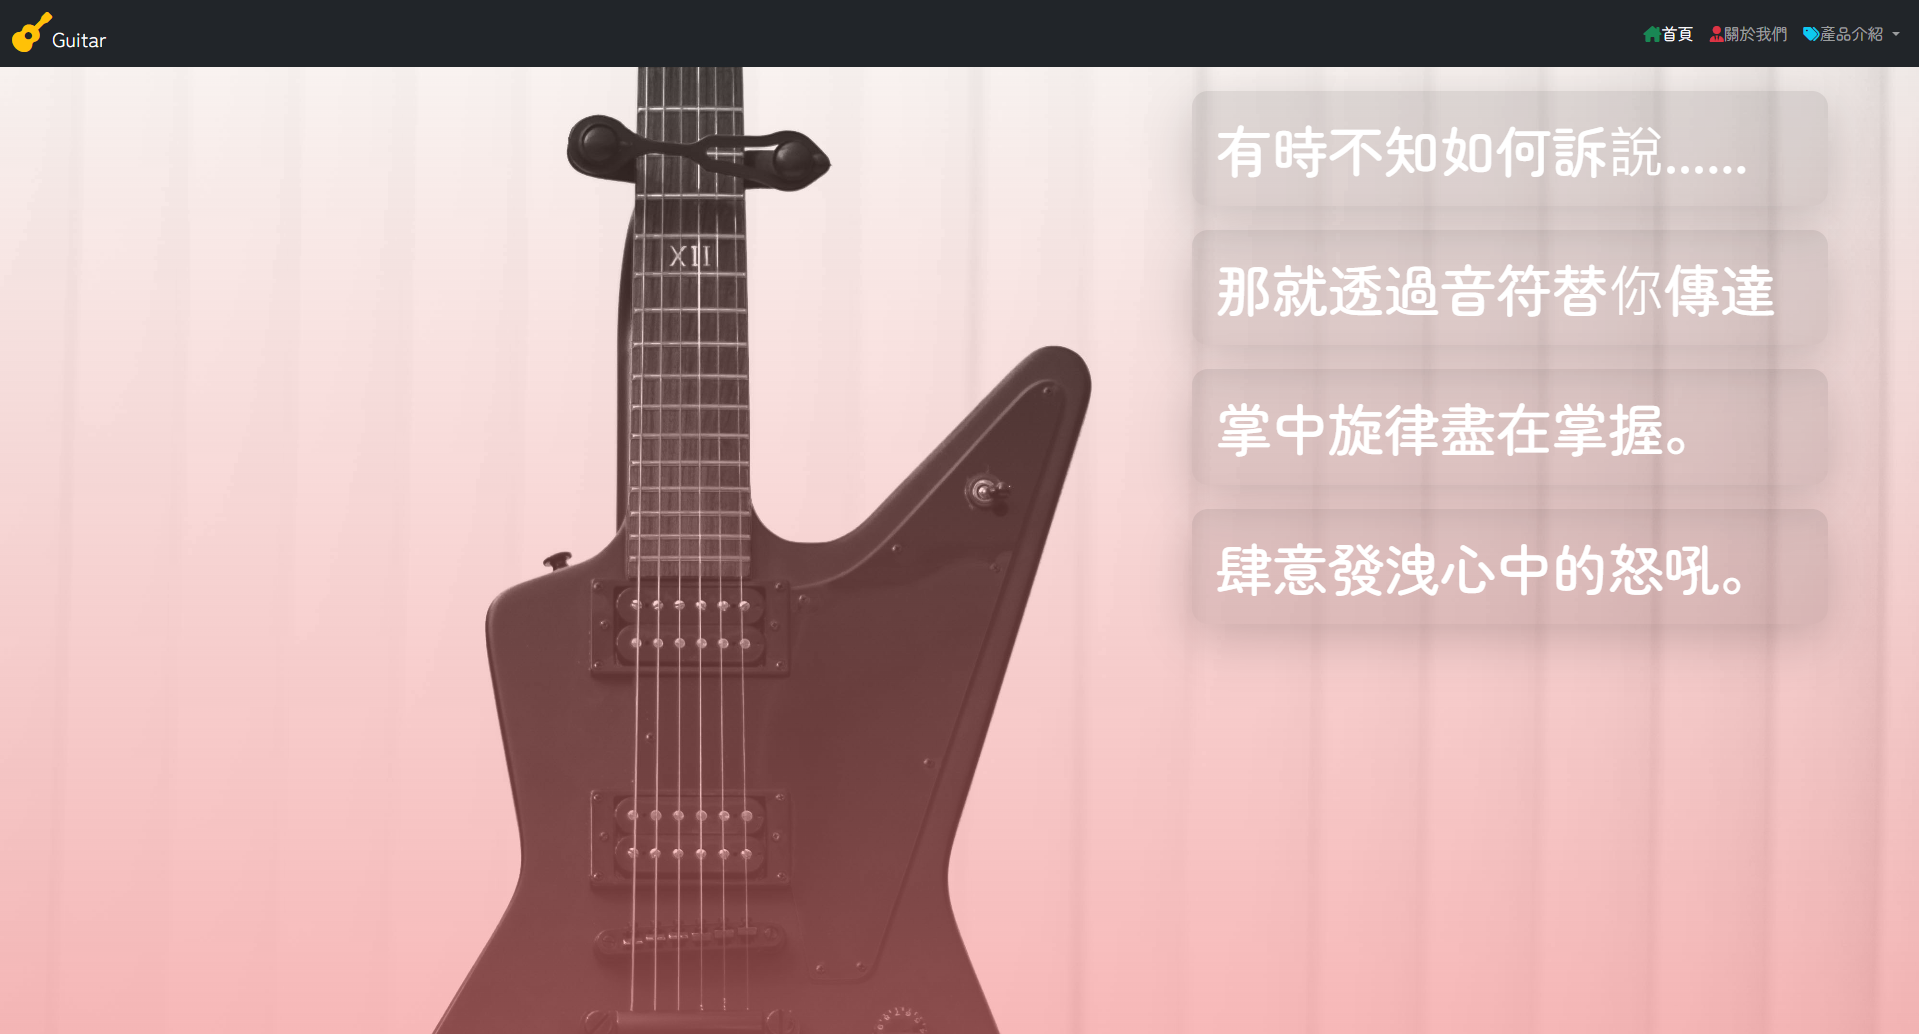 Guitar
首頁
關於我們
產品介紹
有時不知如何訴說......
那就透過音符替你傳達
掌中旋律盡在掌握。
肆意發洩心中的怒吼。
XII